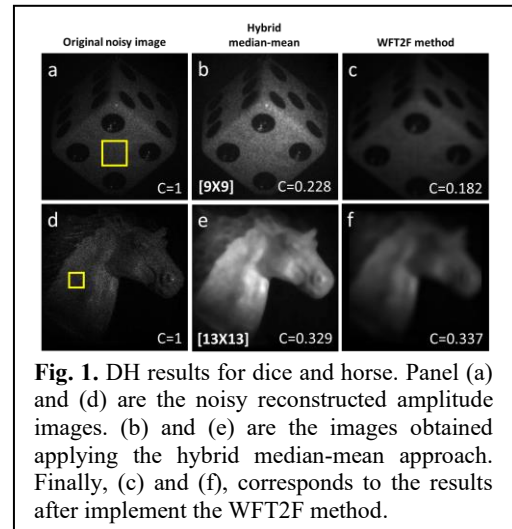 Original noisy image
Hybrid
median-mean
WFT2F method
a
b
c
C=1
[9X9]
C=0.228
C=0.182
d
e
f
C=1
[13X13]
C=0.329
C=0.337
Fig. 1. DH results for dice and horse. Panel (a)
and (d) are the noisy reconstructed amplitude
images. (b) and (e) are the images obtained
applying the hybrid median-mean approach.
Finally, (c) and (f), corresponds to the results
after implement the WFT2F method.